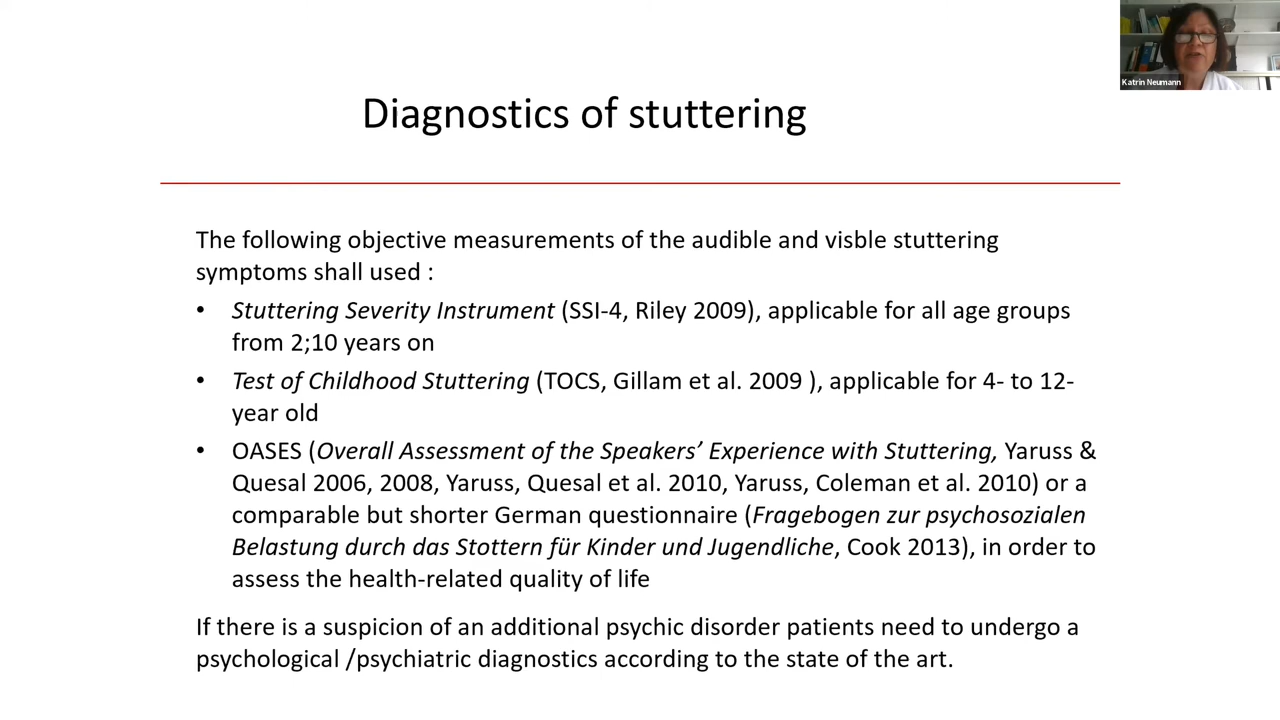 Katrin Neumann
Diagnostics of stuttering
The following objective measurements of the audible and visble stuttering
symptoms shall used :
• Stuttering Severity Instrument (SSI-4, Riley 2009), applicable for all age groups
from 2;10 years on
• Test of Childhood Stuttering (TOCS, Gillam et al. 2009 ), applicable for 4- to 12-
year old
• OASES (Overall Assessment of the Speakers’ Experience with Stuttering, Yaruss &
Quesal 2006, 2008, Yaruss, Quesal et al. 2010, Yaruss, Coleman et al. 2010) or a
comparable but shorter German questionnaire (Fragebogen zur psychosozialen
Belastung durch das Stottern für Kinder und Jugendliche, Cook 2013), in order to
assess the health-related quality of life
If there is a suspicion of an additional psychic disorder patients need to undergo a
psychological /psychiatric diagnostics according to the state of the art.